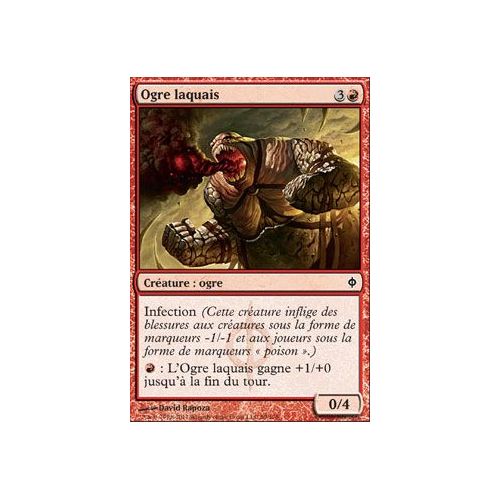 Ogre laquais
3
Créature : ogre
Infection (Cette créature inflige des
blessures aux créatures sous la forme de
marqueurs -1/-1 et aux joueurs sous la
forme de marqueurs « poison ».)
: L'Ogre laquais gagne +1/+0
jusqu'à la fin du tour.
0/4
David Rapoza